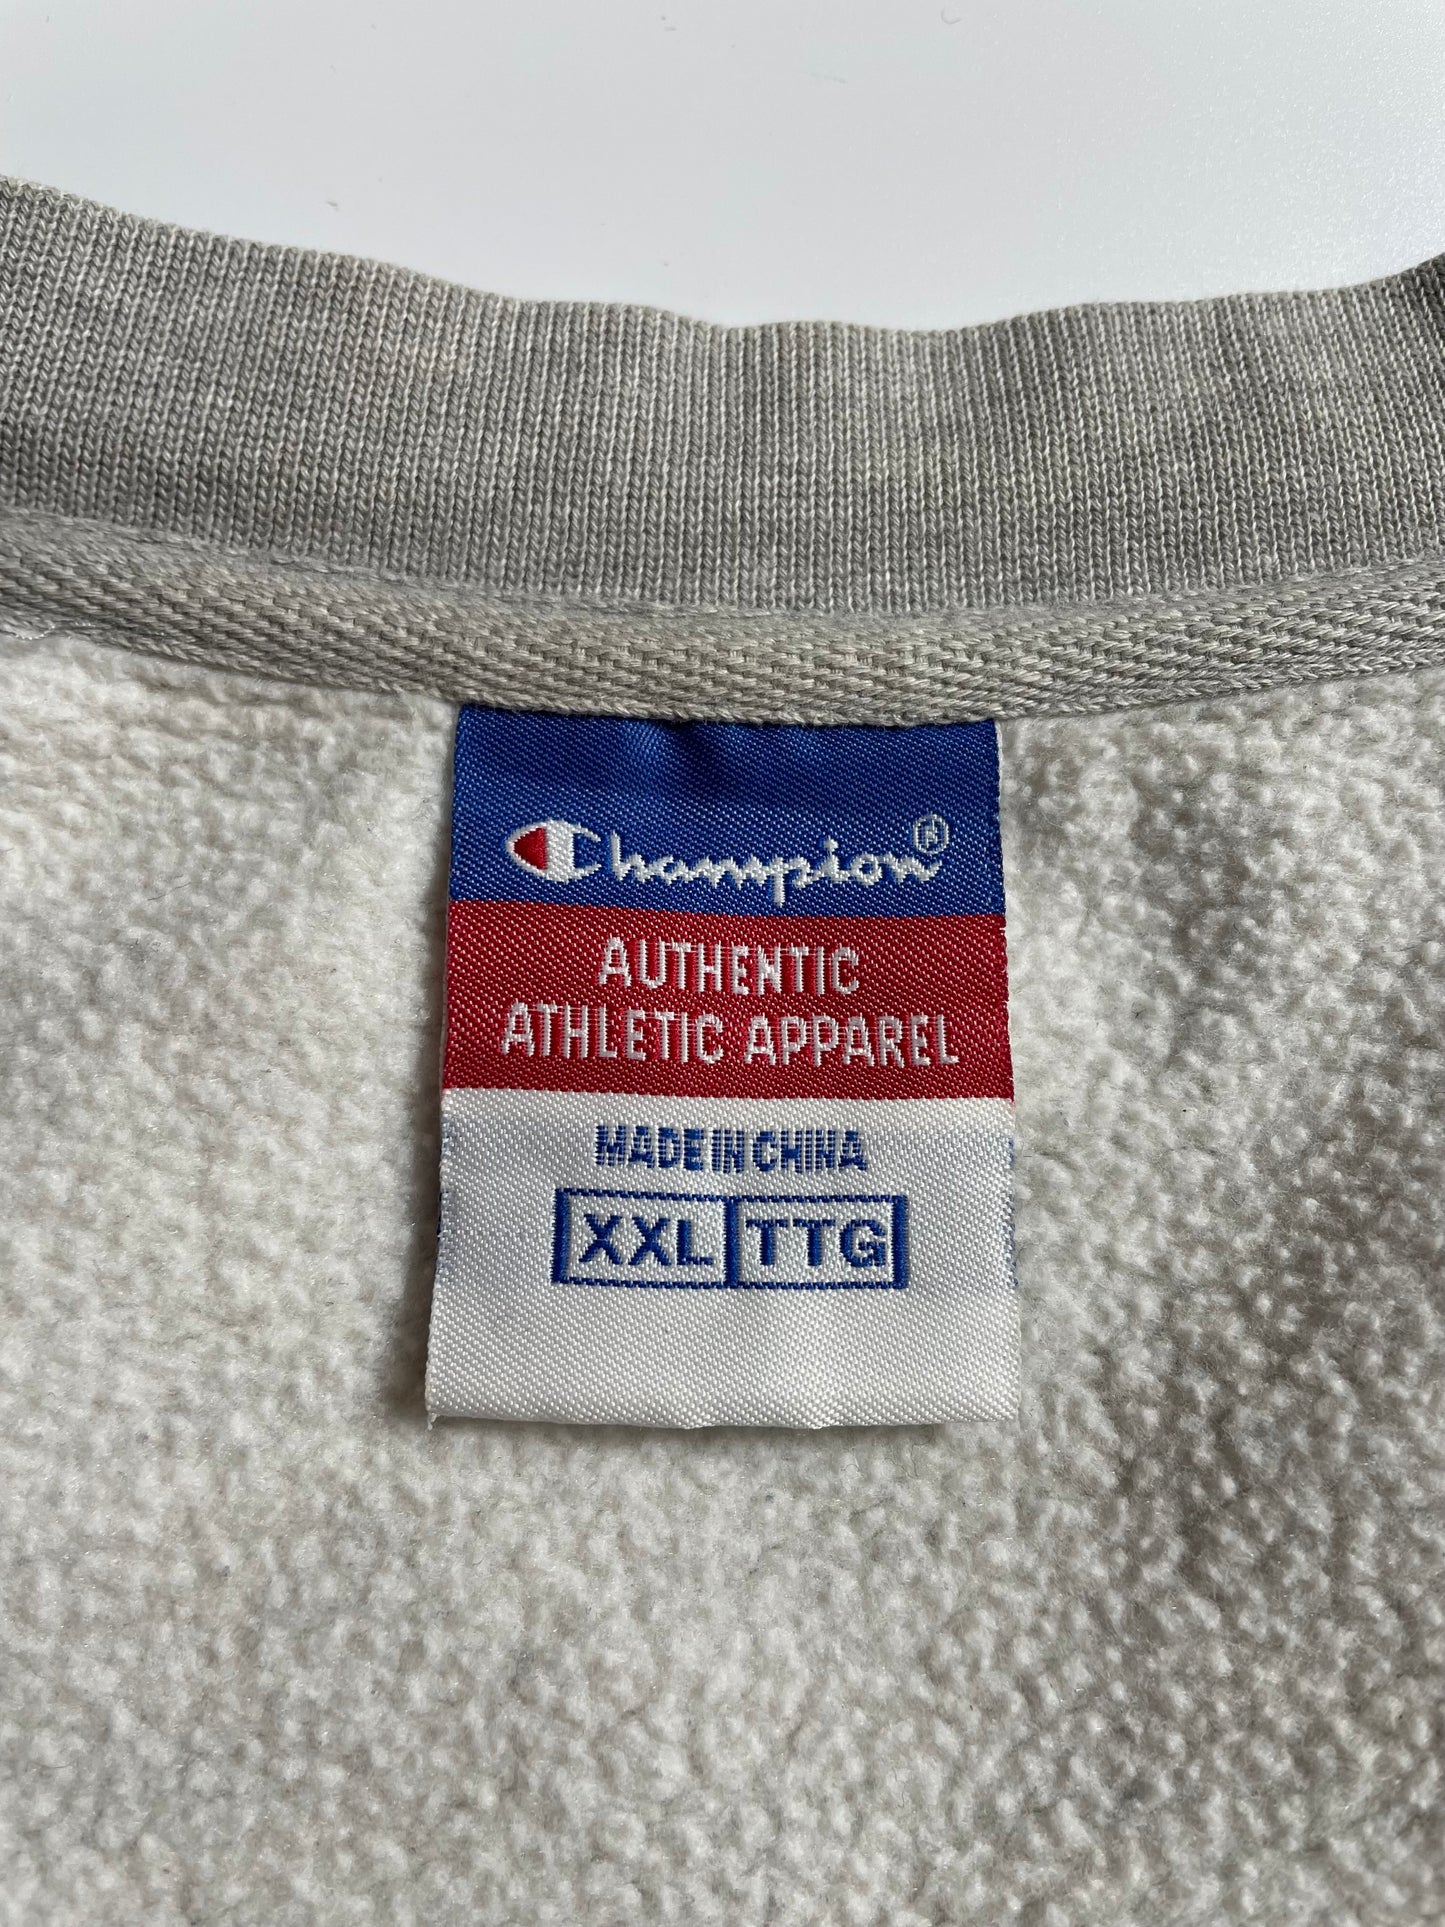 Champion®
AUTHENTIC
ATHLETIC APPAREL
MADE IN CHINA
XXL TTG